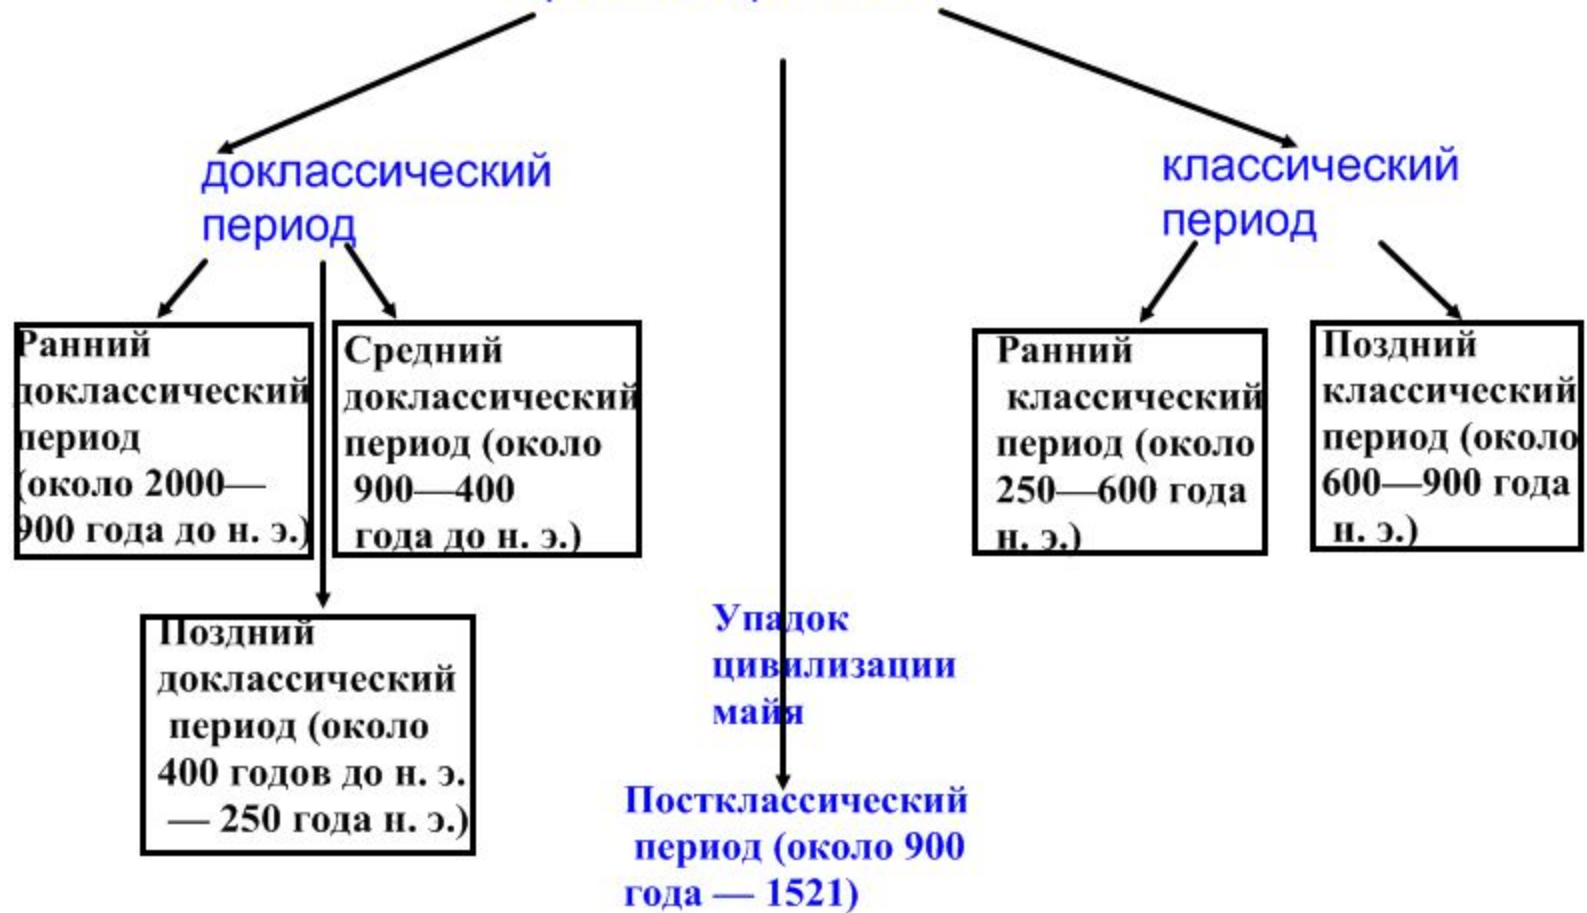 доклассический
период
классический
период
Ранний
доклассический
период
(около 2000—
900 года до н. э.)
Средний
доклассический
период (около
900—400
года до н. э.)
Ранний
классический
период (около
250—600 года
н. э.)
Поздний
классический
период (около
600—900 года
н. э.)
Поздний
доклассический
период (около
400 годов до н. э.
— 250 года н. э.)
Упадок
цивилизации
майя
Постклассический
период (около 900
года — 1521)